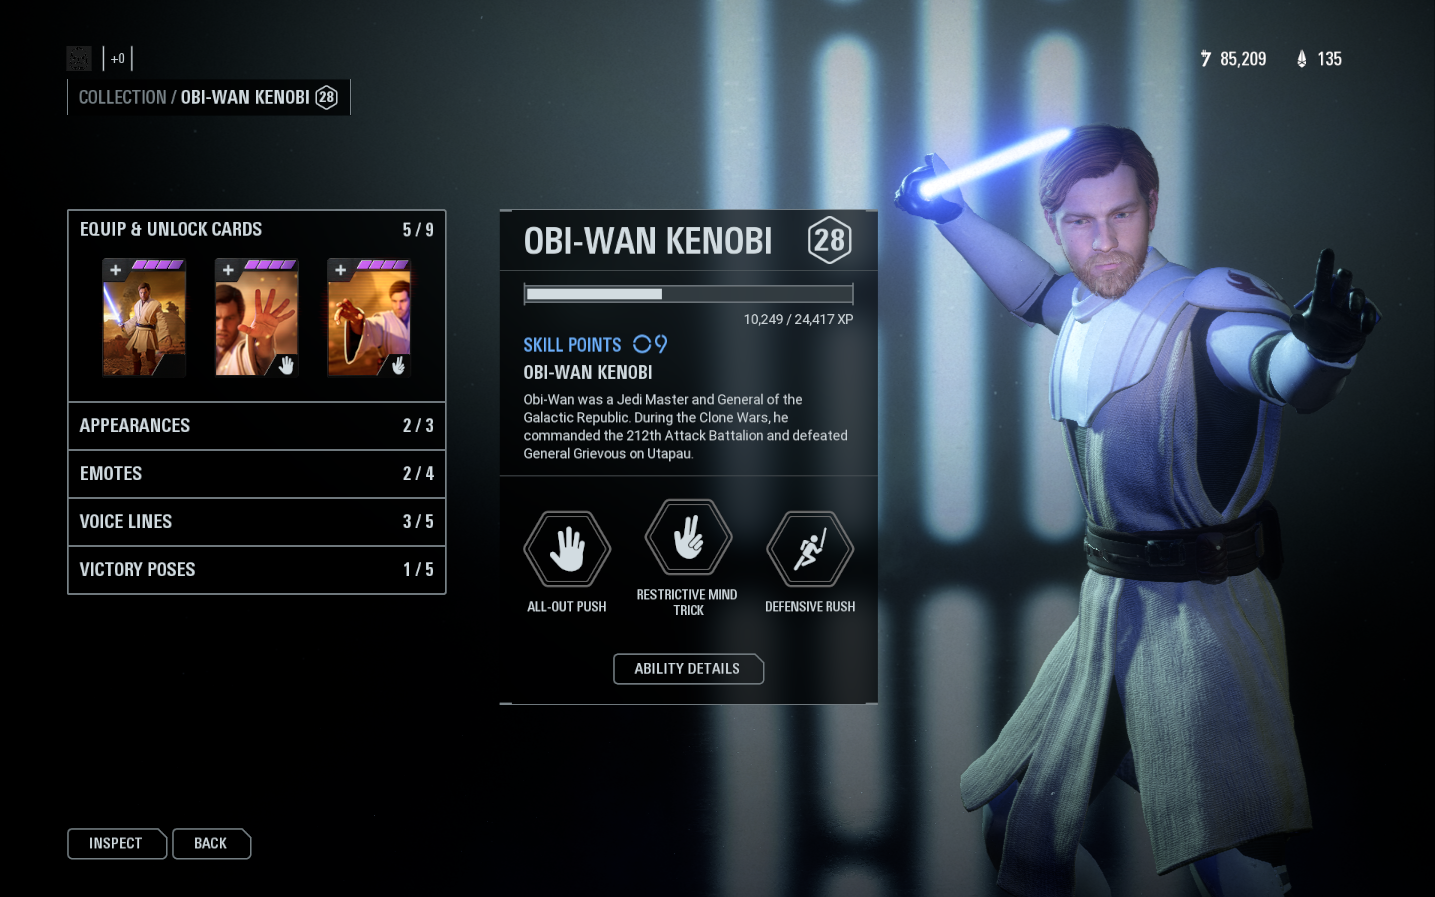 +0
COLLECTION / OBI-WAN KENOBI 28
85,209 135
EQUIP & UNLOCK CARDS 5 / 9
APPEARANCES 2 / 3
EMOTES 2 / 4
VOICE LINES 3 / 5
VICTORY POSES 1 / 5
OBI-WAN KENOBI 28
10,249 / 24,417 XP
SKILL POINTS 9
OBI-WAN KENOBI
Obi-Wan was a Jedi Master and General of the
Galactic Republic. During the Clone Wars, he
commanded the 212th Attack Battalion and defeated
General Grievous on Utapau.
ALL-OUT PUSH
RESTRICTIVE MIND
TRICK
DEFENSIVE RUSH
ABILITY DETAILS
INSPECT
BACK